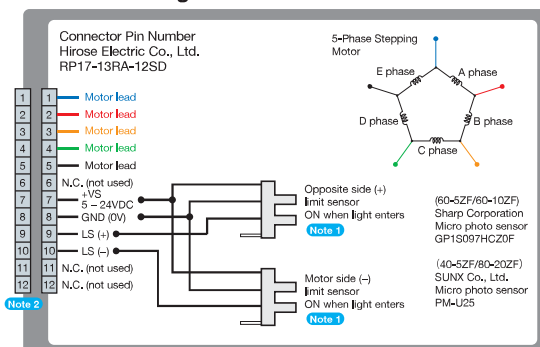 Connector Pin Number
Hirose Electric Co., Ltd.
RP17-13RA-12SD
5-Phase Stepping
Motor
E phase
A phase
D phase
B phase
C phase
1 1 Motor lead
2 2 Motor lead
3 3 Motor lead
4 4 Motor lead
5 5 Motor lead
6 6 N.C. (not used)
7 7 +VS
5 – 24VDC
8 8 GND (0V)
9 9 LS (+)
10 10 LS (–)
11 11 N.C. (not used)
12 12 N.C. (not used)
Note 2
Opposite side (+)
limit sensor
ON when light enters
Note 1
Motor side (–)
limit sensor
ON when light enters
Note 1
(60-5ZF/60-10ZF)
Sharp Corporation
Micro photo sensor
GP1S097HCZ0F
(40-5ZF/80-20ZF)
SUNX Co., Ltd.
Micro photo sensor
PM-U25